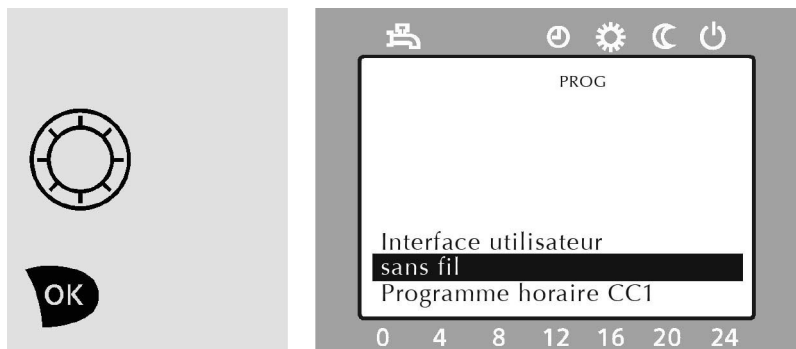 PROG
Interface utilisateur
sans fil
Programme horaire CC1
OK
0 4 8 12 16 20 24